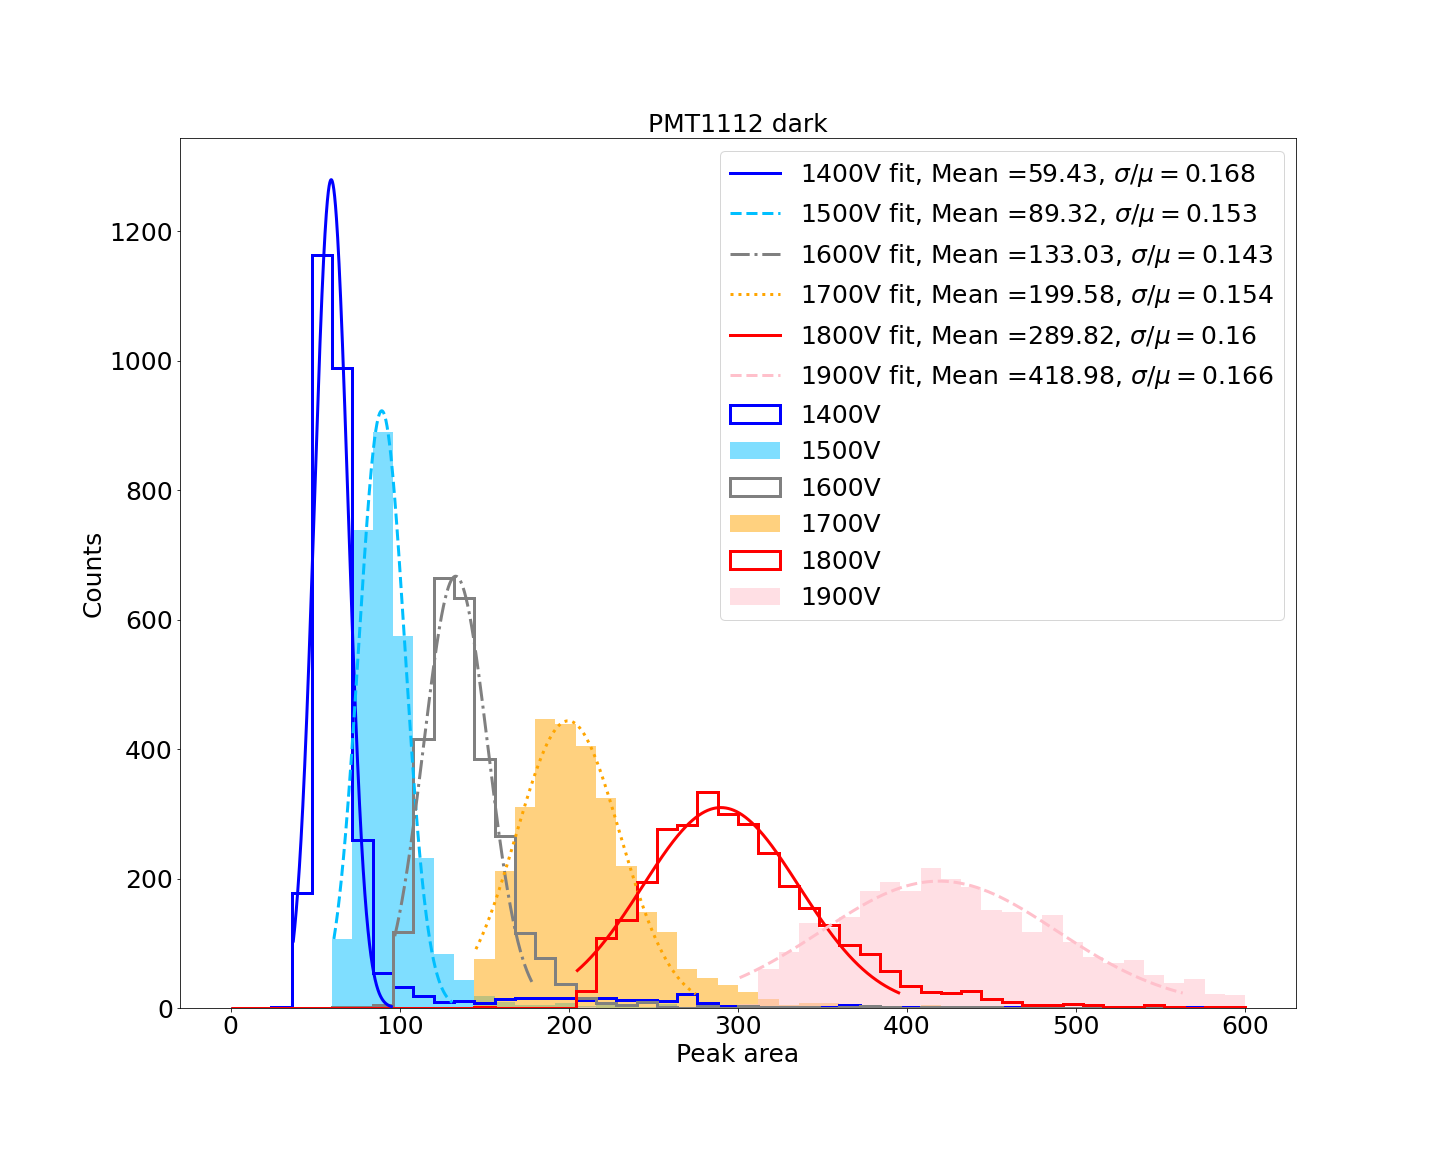 PMT1112 dark
1400V fit, Mean =59.43, σ/μ = 0.168
1500V fit, Mean =89.32, σ/μ = 0.153
1600V fit, Mean =133.03, σ/μ = 0.143
1700V fit, Mean =199.58, σ/μ = 0.154
1800V fit, Mean =289.82, σ/μ = 0.16
1900V fit, Mean =418.98, σ/μ = 0.166
1400V
1500V
1600V
1700V
1800V
1900V
Counts
1200
1000
800
600
400
200
0
0 100 200 300 400 500 600
Peak area